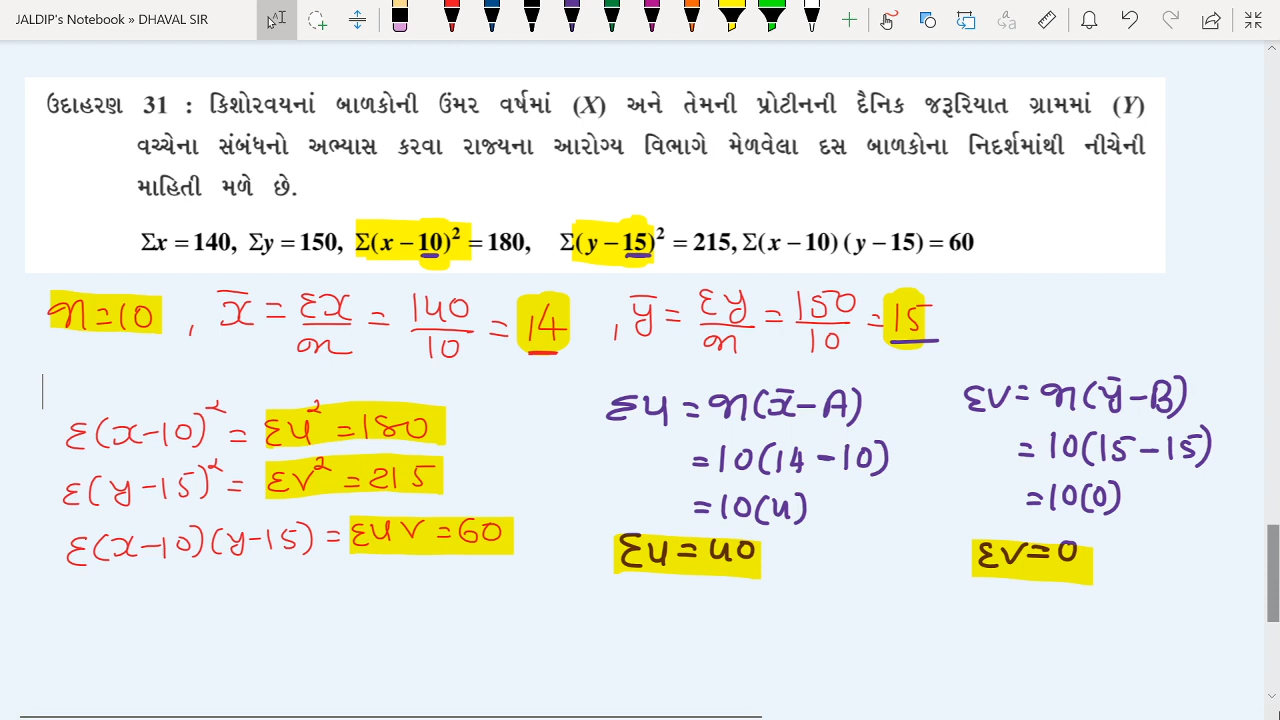 JALDIP's Notebook » DHAVAL SIR
ઉદાહરણ 31 : કિશોરવયનાં બાળકોની ઉંમર વર્ષમાં (X) અને તેમની પ્રોટીનની દૈનિક જરૂરિયાત ગ્રામમાં (Y)
વચ્ચેના સંબંધનો અભ્યાસ કરવા રાજ્યના આરોગ્ય વિભાગે મેળવેલા દસ બાળકોના નિદર્શમાંથી નીચેની
માહિતી મળે છે.
Σx = 140, Σy = 150, Σ(x − 10)² = 180, Σ(y − 15)² = 215, Σ(x − 10) (y − 15) = 60
n=10 , x̄ = Σx/n = 140/10 = 14 , ȳ = Σy/n = 150/10 = 15
Σ(x-10)² = Σu² = 180
Σ(y-15)² = Σv² = 215
Σ(x-10)(y-15) = Σuv = 60
Σu = n(x̄-A)
= 10(14-10)
= 10(4)
Σu = 40
Σv = n(ȳ-B)
= 10(15-15)
= 10(0)
Σv = 0